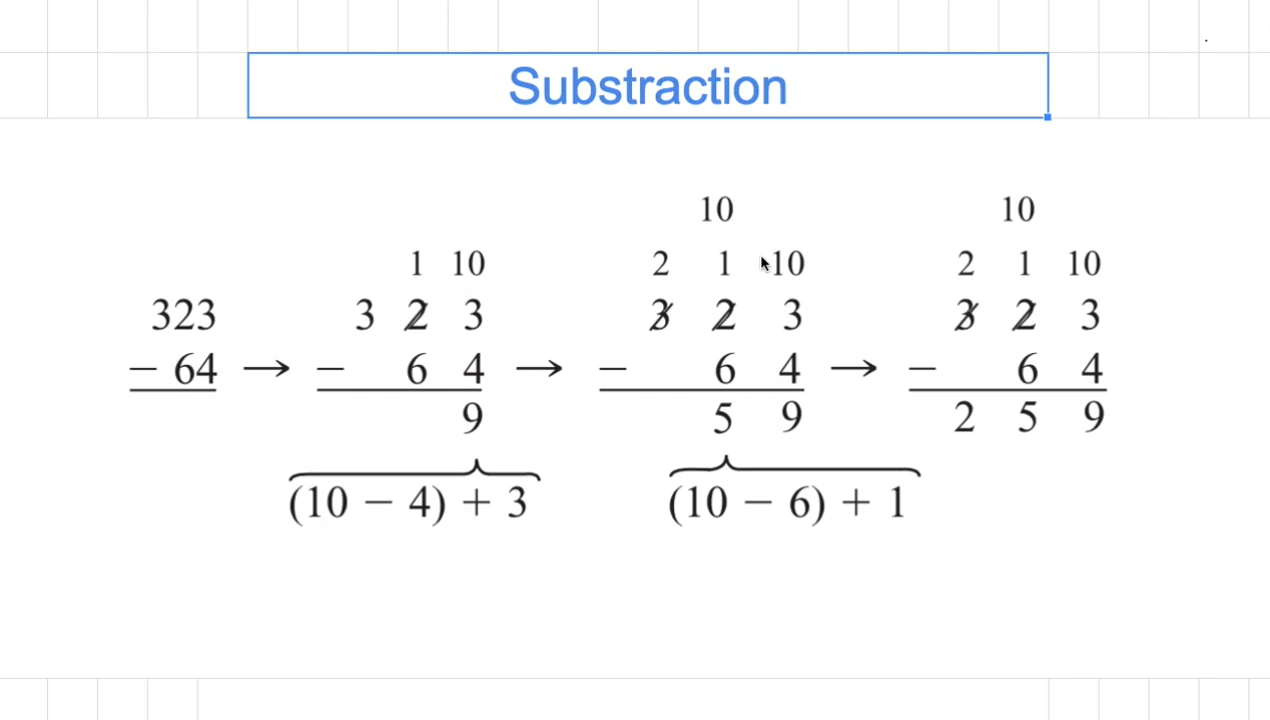 Substraction
10 10
1 10 2 1 10 2 1 10
323 3 2 3 3 2 3 3 2 3
− 64 → − 6 4 → − 6 4 → − 6 4
9 5 9 2 5 9
(10 − 4) + 3 (10 − 6) + 1